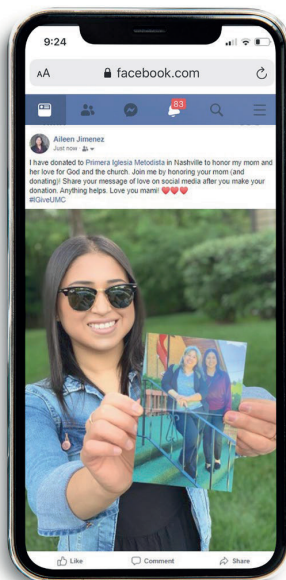 9:24
AA facebook.com
83
Aileen Jimenez
Just now
I have donated to Primera Iglesia Metodista in Nashville to honor my mom and
her love for God and the church. Join me by honoring your mom (and
donating)! Share your message of love on social media after you make your
donation. Anything helps. Love you mami! ❤️❤️❤️
#IGiveUMC
Like Comment Share